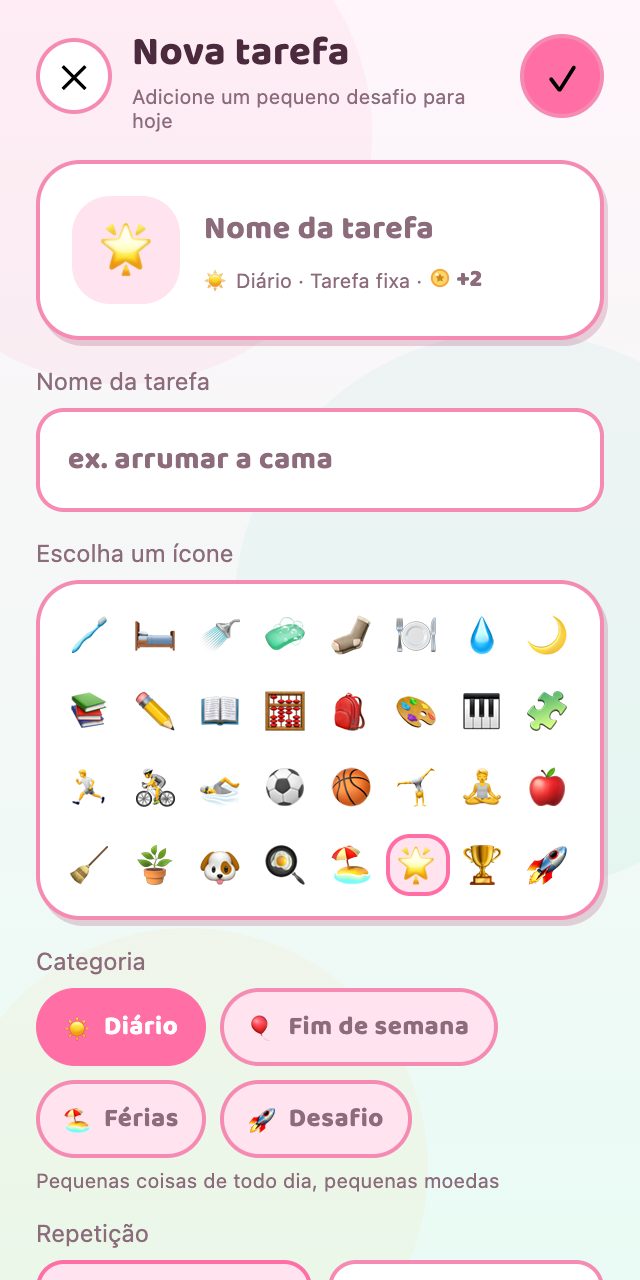 Nova tarefa
Adicione um pequeno desafio para
hoje
Nome da tarefa
Diário · Tarefa fixa · +2
Nome da tarefa
ex. arrumar a cama
Escolha um ícone
Categoria
Diário
Fim de semana
Férias
Desafio
Pequenas coisas de todo dia, pequenas moedas
Repetição